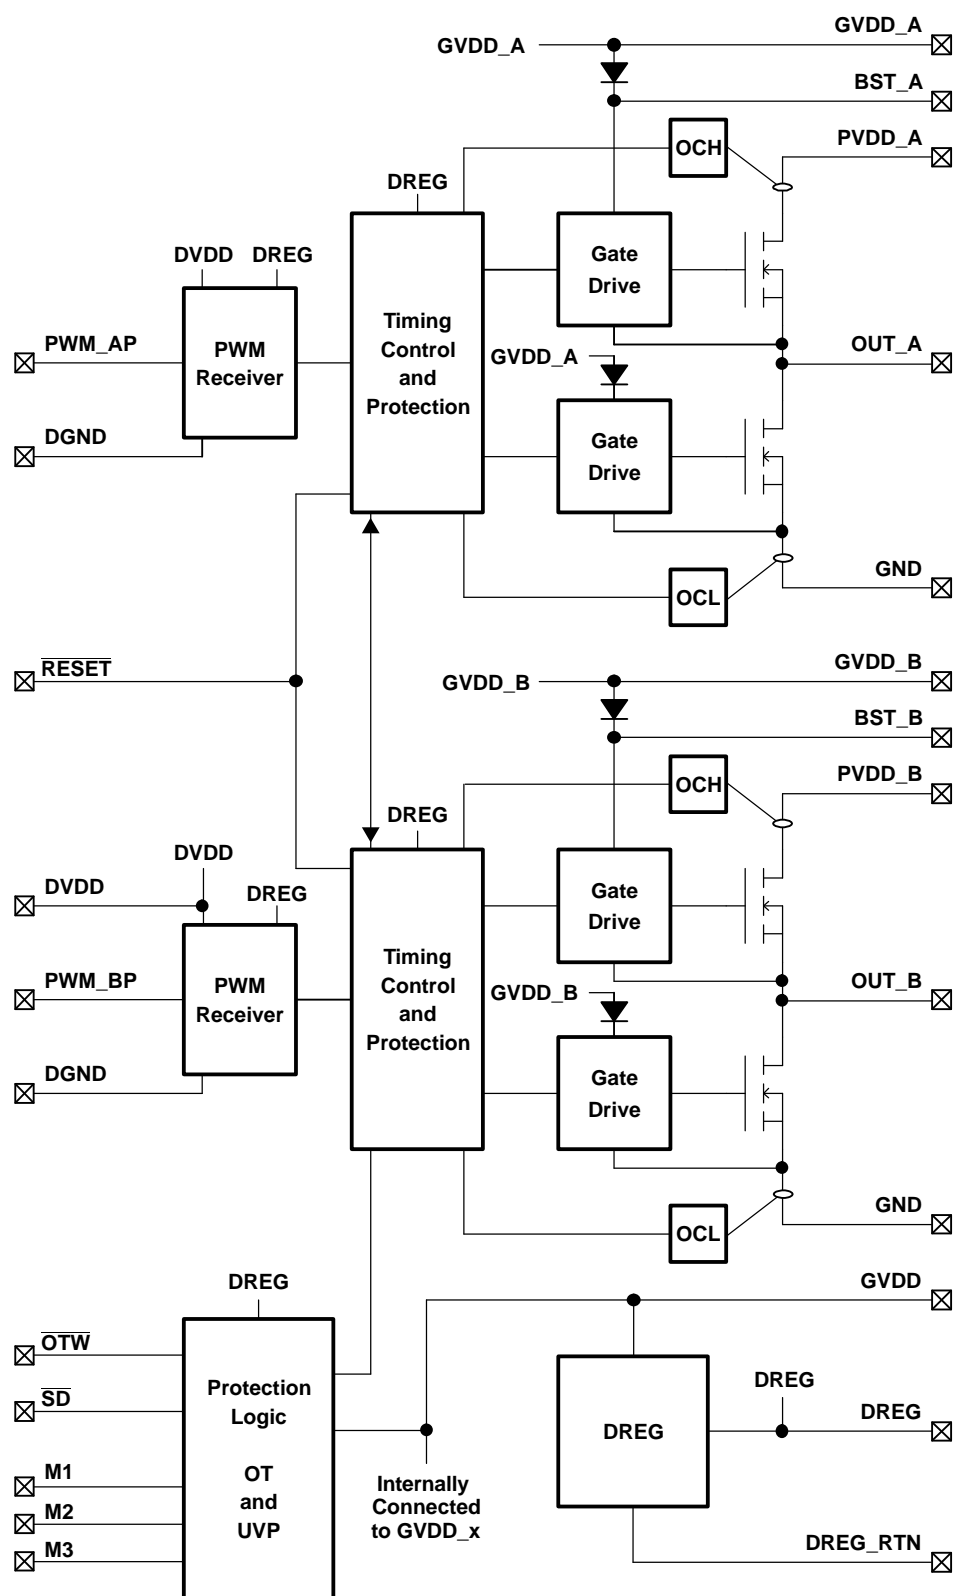 GVDD_A
GVDD_A
BST_A
OCH
PVDD_A
DREG
DVDD DREG
Gate
Drive
PWM_AP
PWM
Receiver
Timing
Control
and
Protection
GVDD_A
OUT_A
DGND
Gate
Drive
OCL
GND
RESET
GVDD_B
GVDD_B
BST_B
OCH
PVDD_B
DREG
DVDD
DVDD
DREG
Gate
Drive
PWM_BP
PWM
Receiver
Timing
Control
and
Protection
GVDD_B
OUT_B
DGND
Gate
Drive
OCL
GND
DREG
GVDD
OTW
SD
Protection
Logic
OT
and
UVP
M1
M2
M3
Internally
Connected
to GVDD_x
DREG
DREG
DREG
DREG_RTN